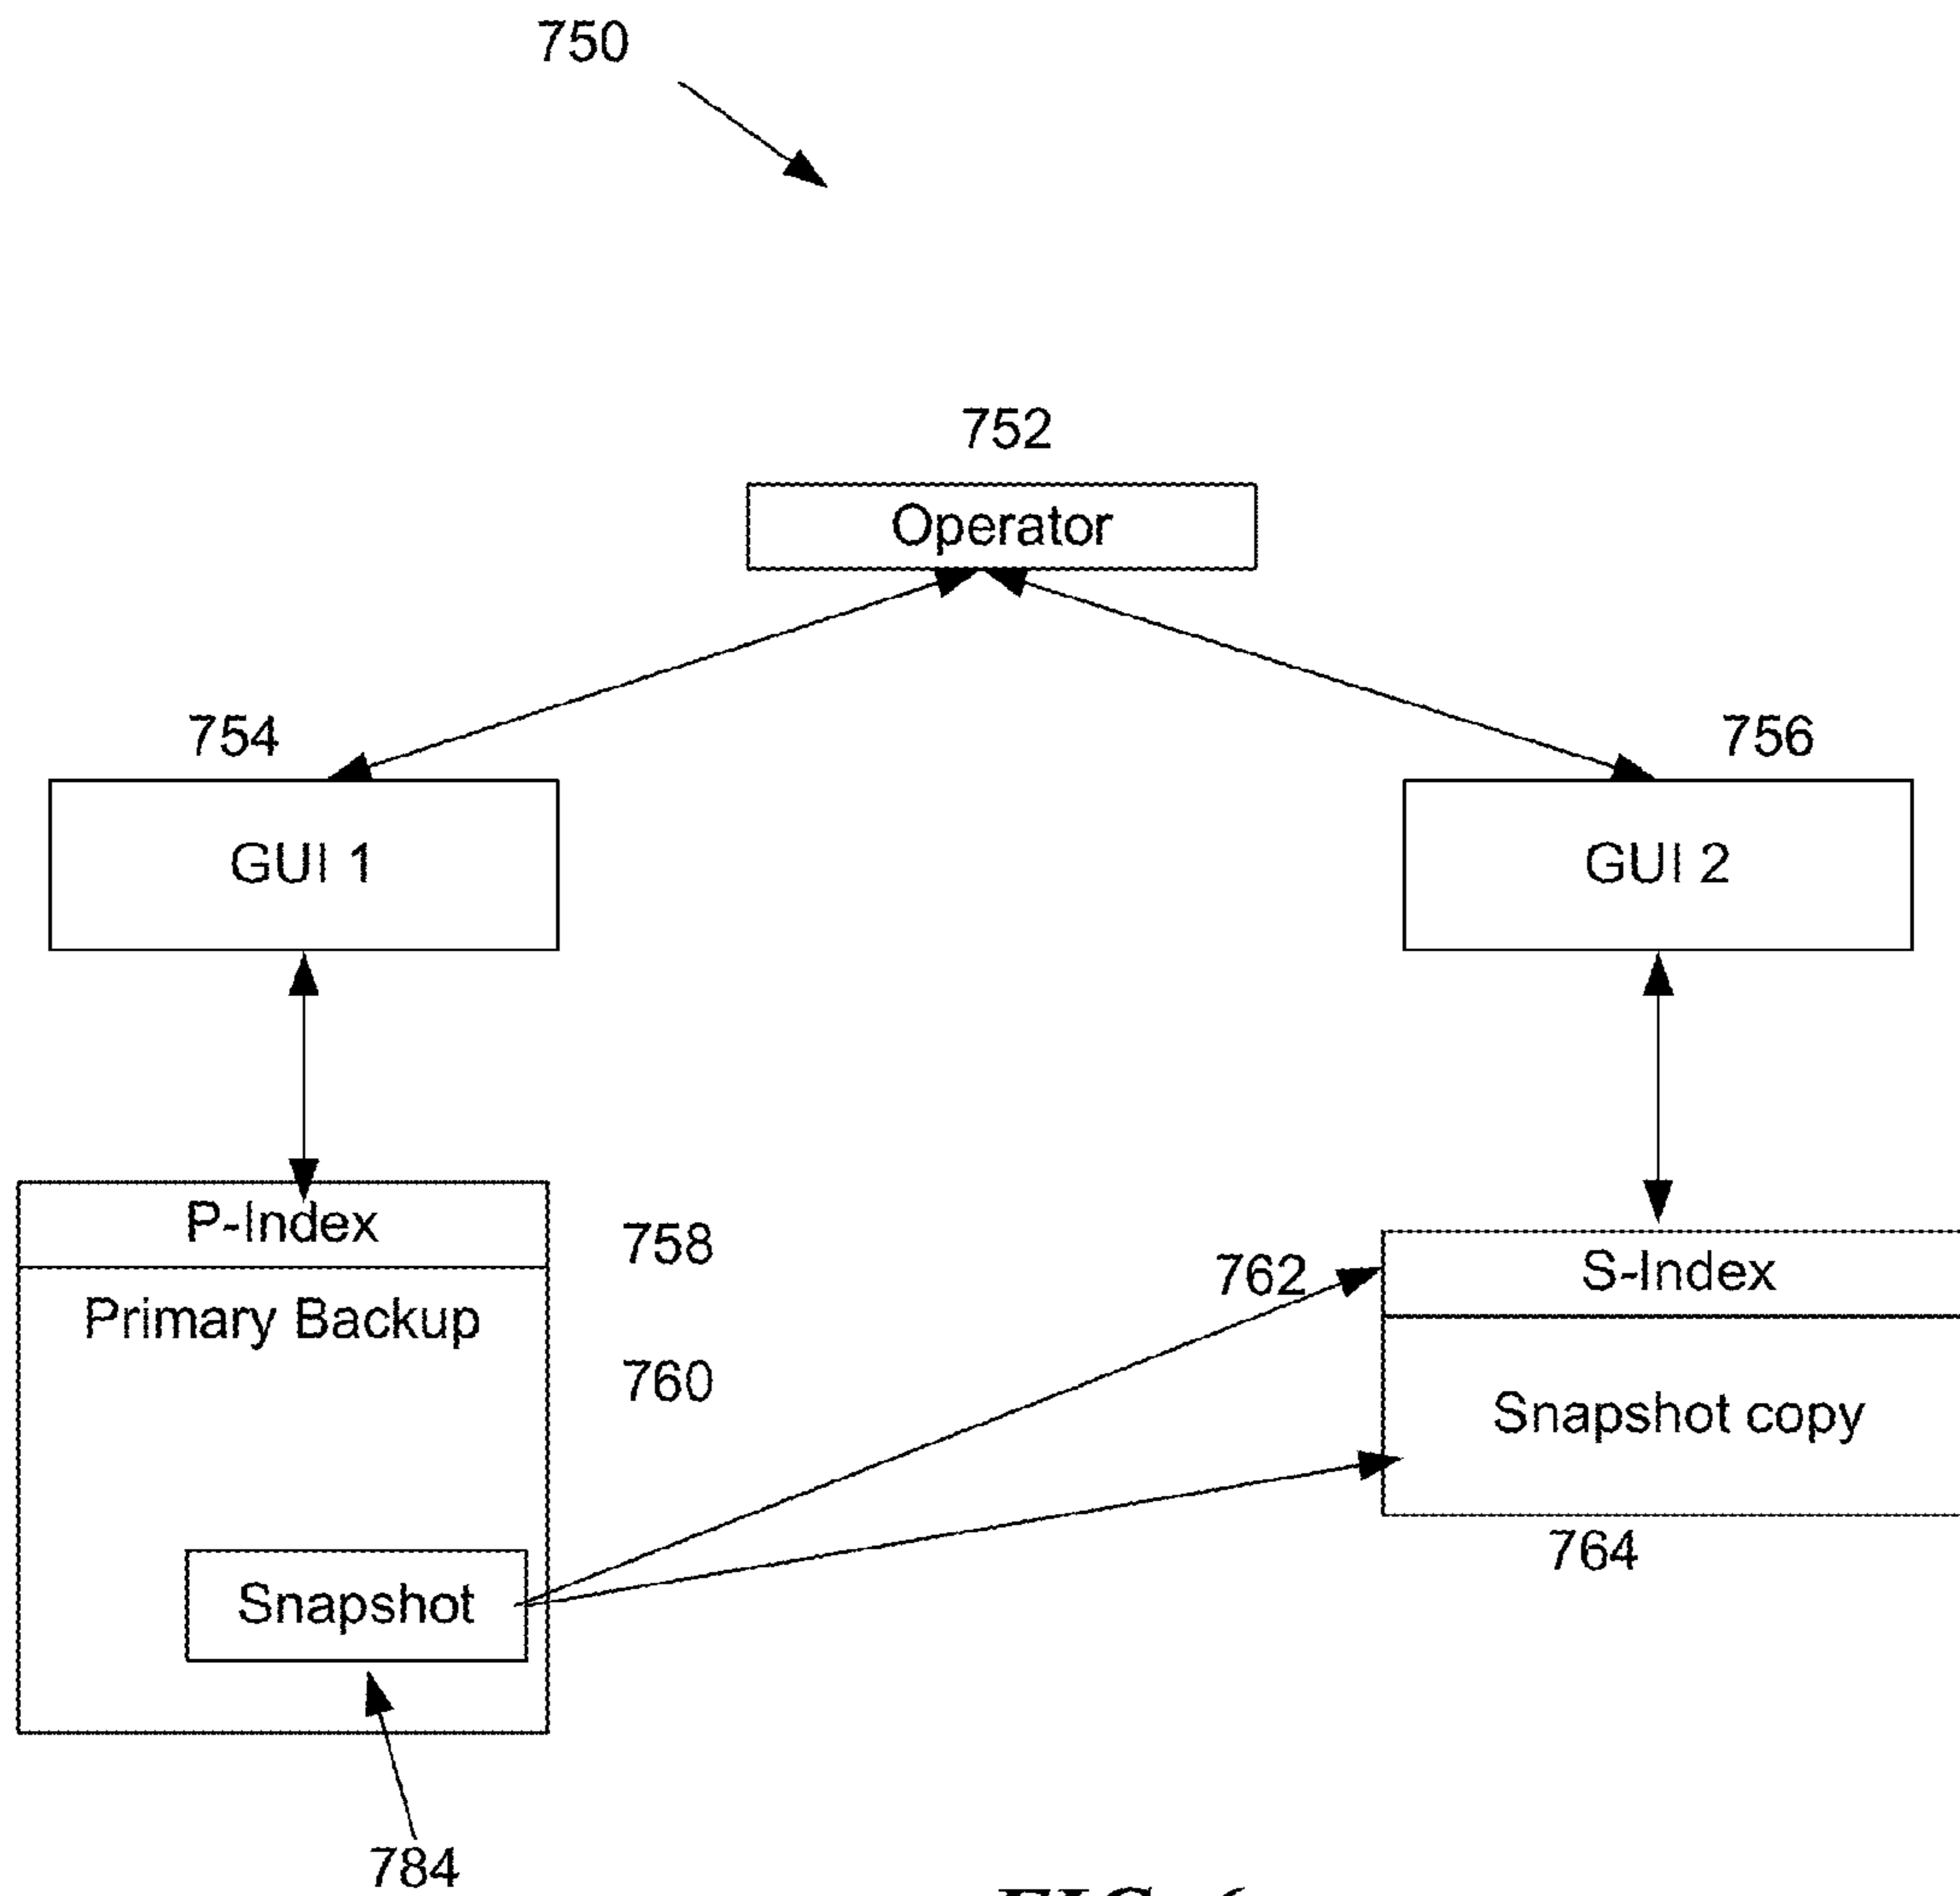 750
752
Operator
754
756
GUI 1
GUI 2
P-Index
758
762
S-Index
Primary Backup
760
Snapshot copy
764
Snapshot
784